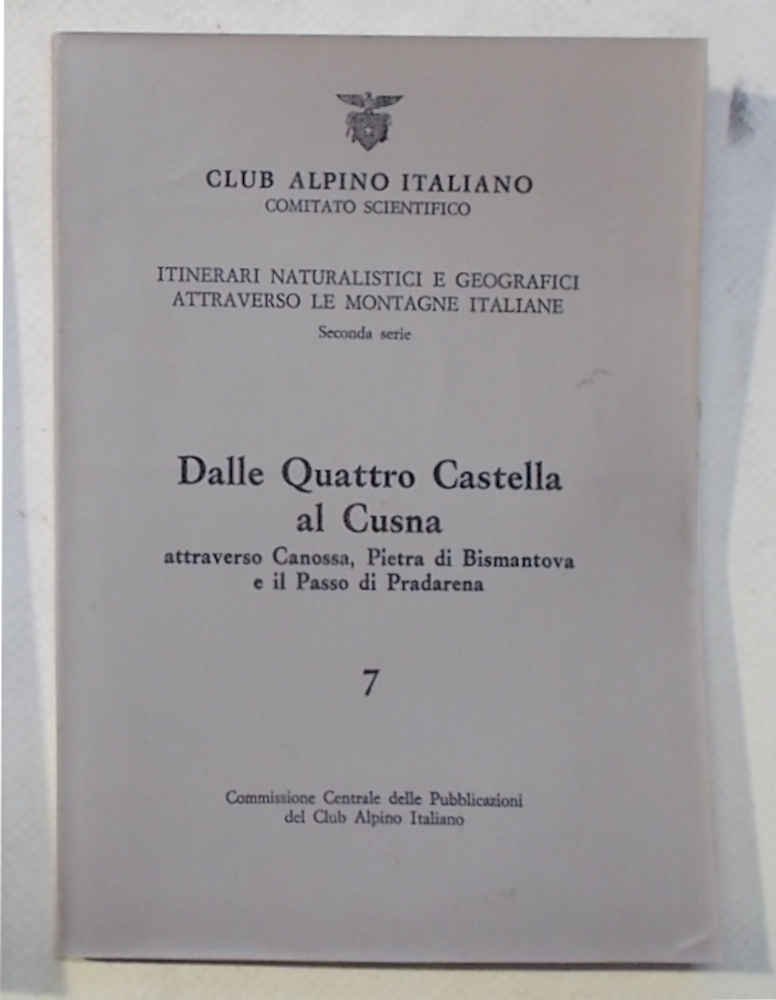 CLUB ALPINO ITALIANO
COMITATO SCIENTIFICO
ITINERARI NATURALISTICI E GEOGRAFICI
ATTRAVERSO LE MONTAGNE ITALIANE
Seconda serie
Dalle Quattro Castella
al Cusna
attraverso Canossa, Pietra di Bismantova
e il Passo di Pradarena
7
Commissione Centrale delle Pubblicazioni
del Club Alpino Italiano